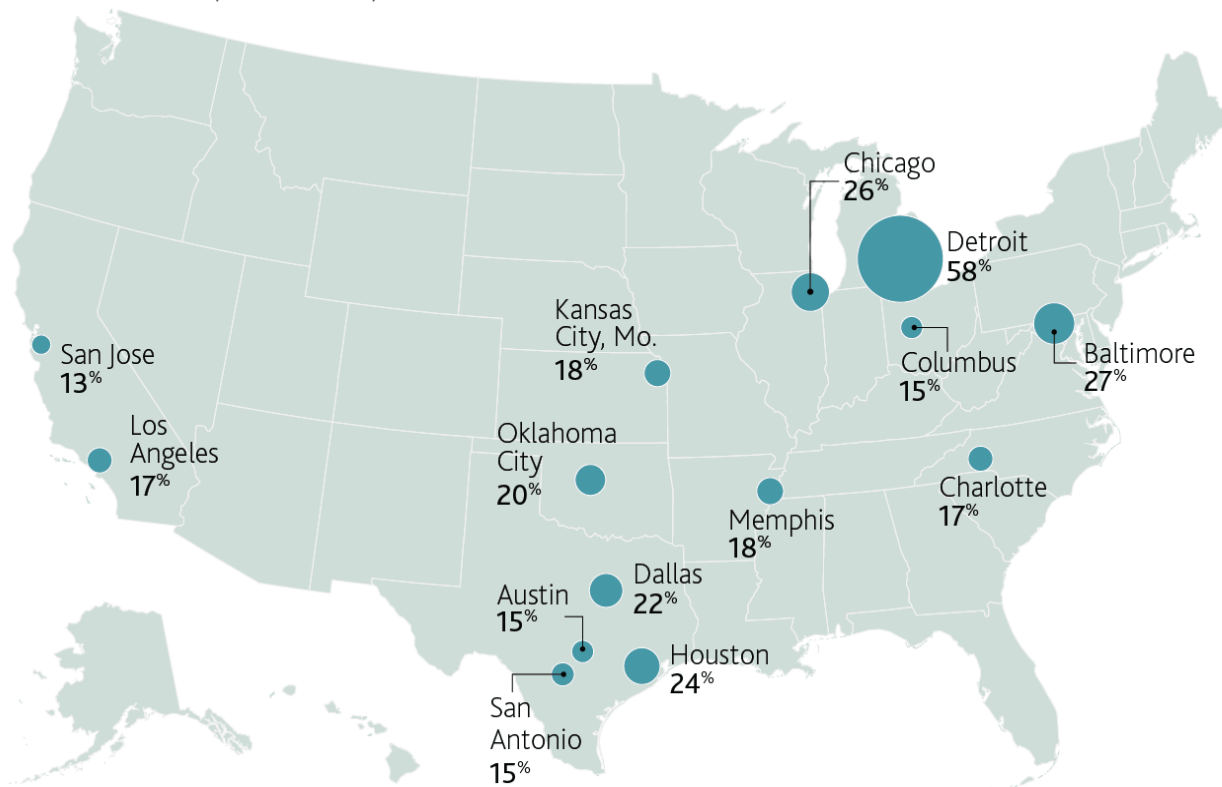 Chicago
26%
Detroit
58%
Kansas
City, Mo.
18%
San Jose
13%
Columbus
15%
Baltimore
27%
Los
Angeles
17%
Oklahoma
City
20%
Memphis
18%
Charlotte
17%
Dallas
22%
Austin
15%
Houston
24%
San
Antonio
15%